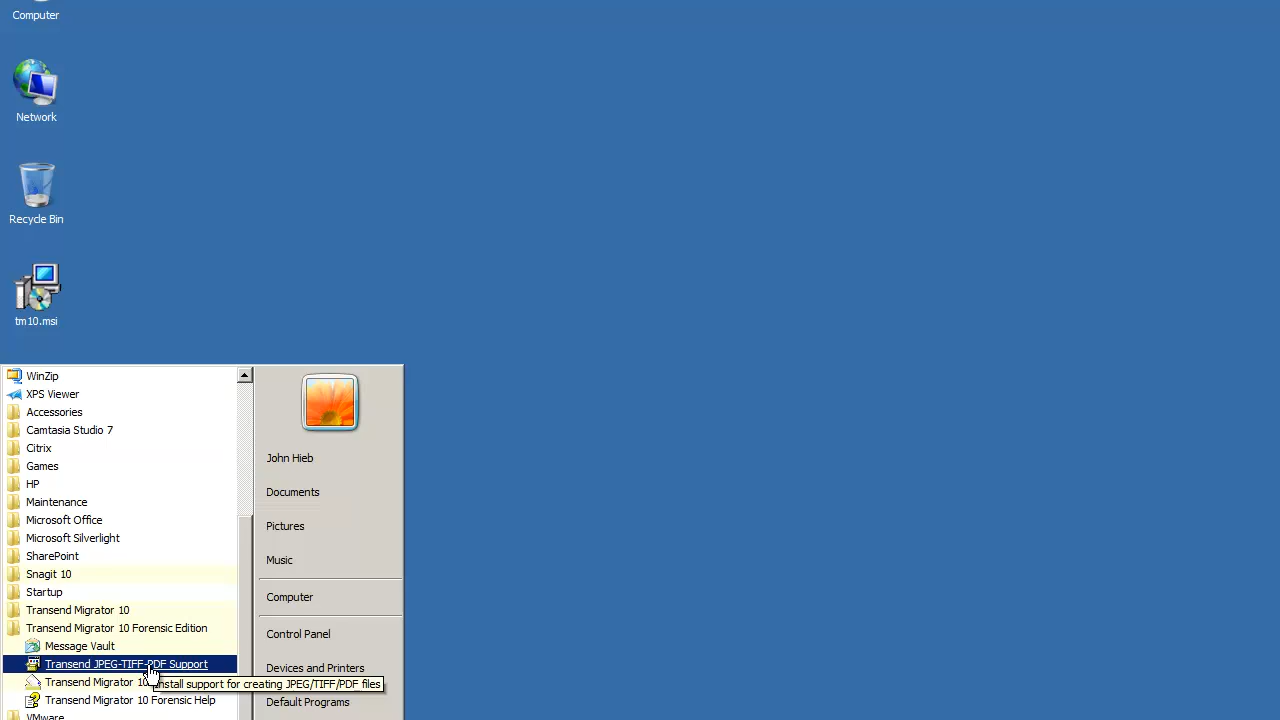 Computer
Network
Recycle Bin
tm10.msi
WinZip
XPS Viewer
Accessories
Camtasia Studio 7
Citrix
Games
HP
Maintenance
Microsoft Office
Microsoft Silverlight
SharePoint
Snagit 10
Startup
Transend Migrator 10
Transend Migrator 10 Forensic Edition
Message Vault
Transend JPEG-TIFF-PDF Support
Transend Migrator 10
Transend Migrator 10 Forensic Help
VMware
John Hieb
Documents
Pictures
Music
Computer
Control Panel
Devices and Printers
Install support for creating JPEG/TIFF/PDF files
Default Programs